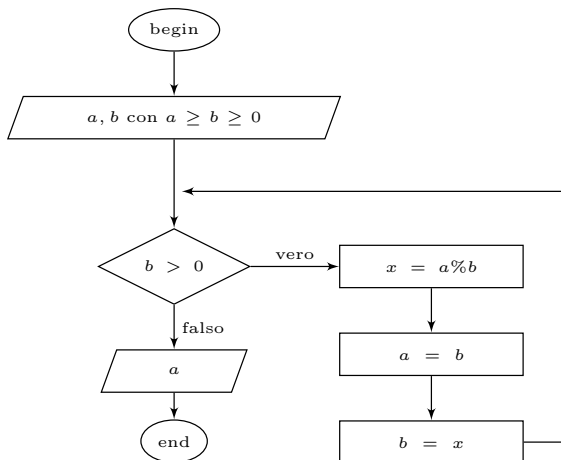 begin
a, b con a ≥ b ≥ 0
b > 0
vero
x = a%b
falso
a
a = b
end
b = x